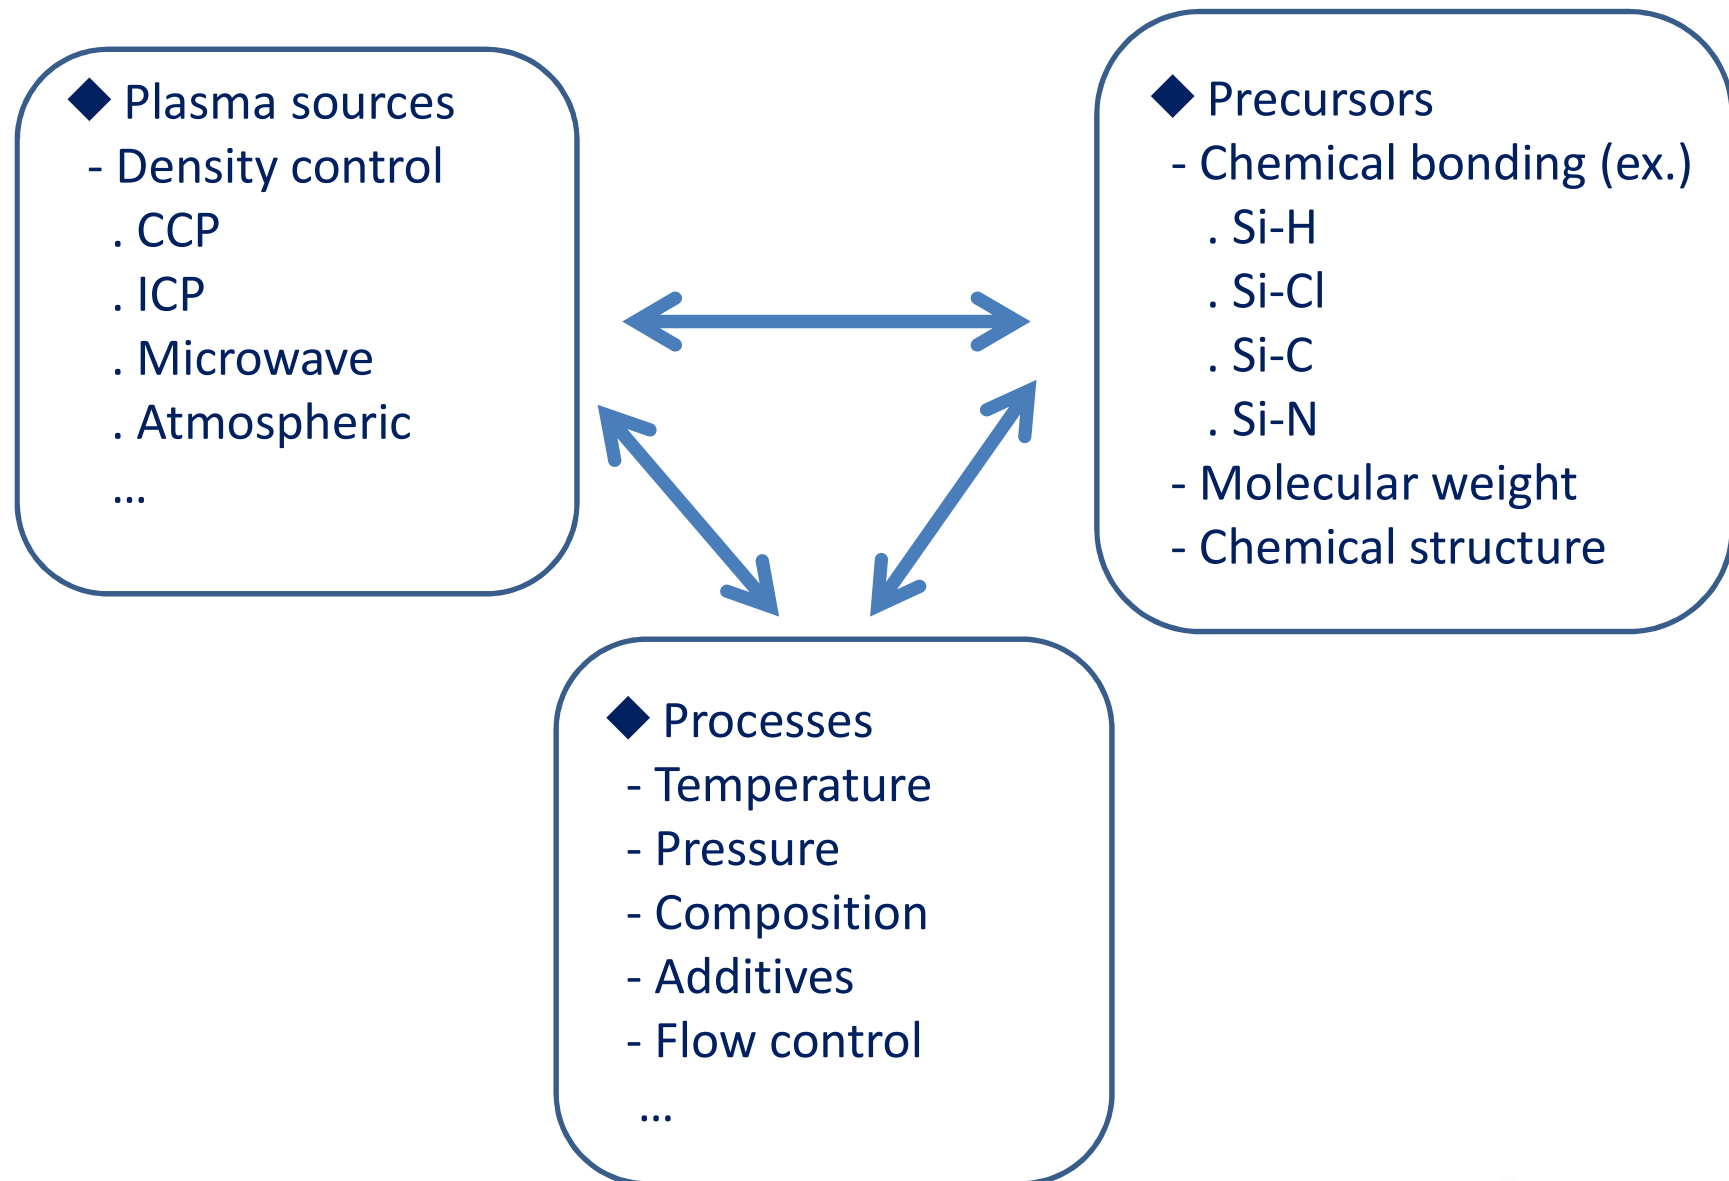 ◆ Plasma sources
- Density control
. CCP
. ICP
. Microwave
. Atmospheric
...
◆ Precursors
- Chemical bonding (ex.)
. Si-H
. Si-Cl
. Si-C
. Si-N
- Molecular weight
- Chemical structure
◆ Processes
- Temperature
- Pressure
- Composition
- Additives
- Flow control
...